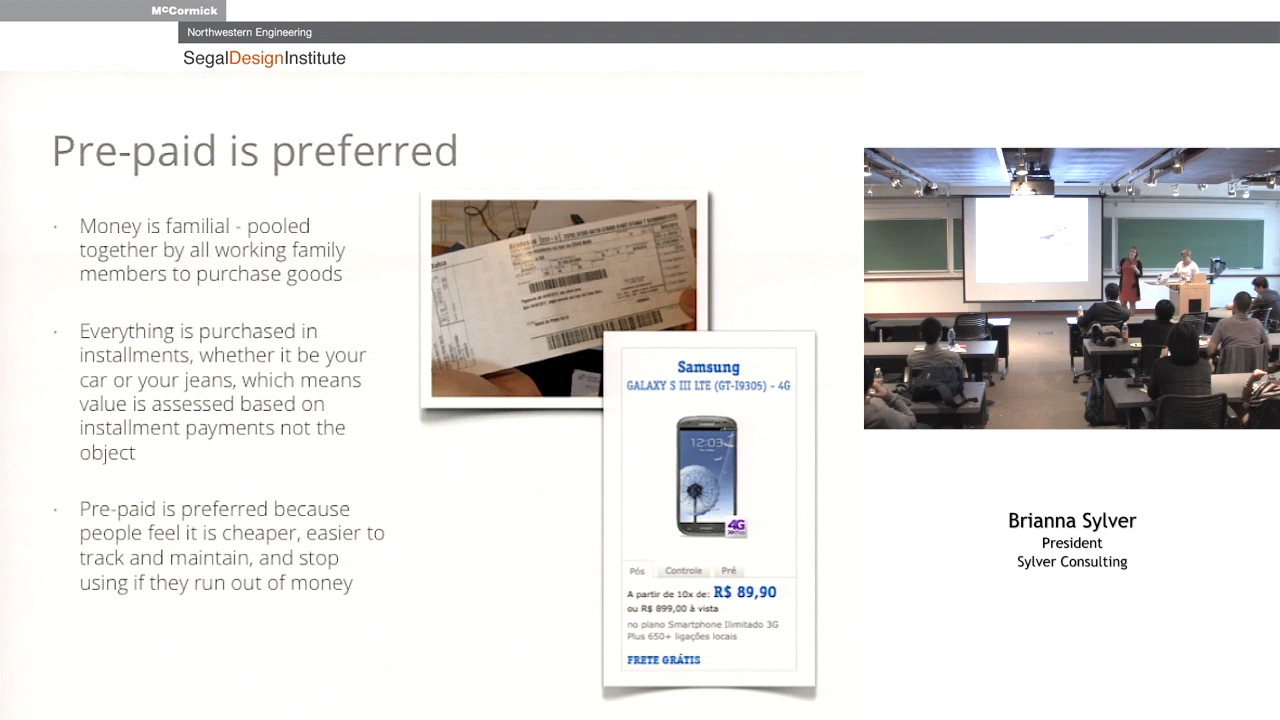 McCormick
Northwestern Engineering
SegalDesignInstitute
Pre-paid is preferred
· Money is familial - pooled
together by all working family
members to purchase goods
· Everything is purchased in
installments, whether it be your
car or your jeans, which means
value is assessed based on
installment payments not the
object
· Pre-paid is preferred because
people feel it is cheaper, easier to
track and maintain, and stop
using if they run out of money
Samsung
GALAXY S III LTE (GT-I9305) - 4G
12:03
4G
Pós Controle Pré
A partir de 10x de: R$ 89,90
ou R$ 899,00 à vista
no plano Smartphone Ilimitado 3G
Plus 650+ ligações locais
FRETE GRÁTIS
Brianna Sylver
President
Sylver Consulting